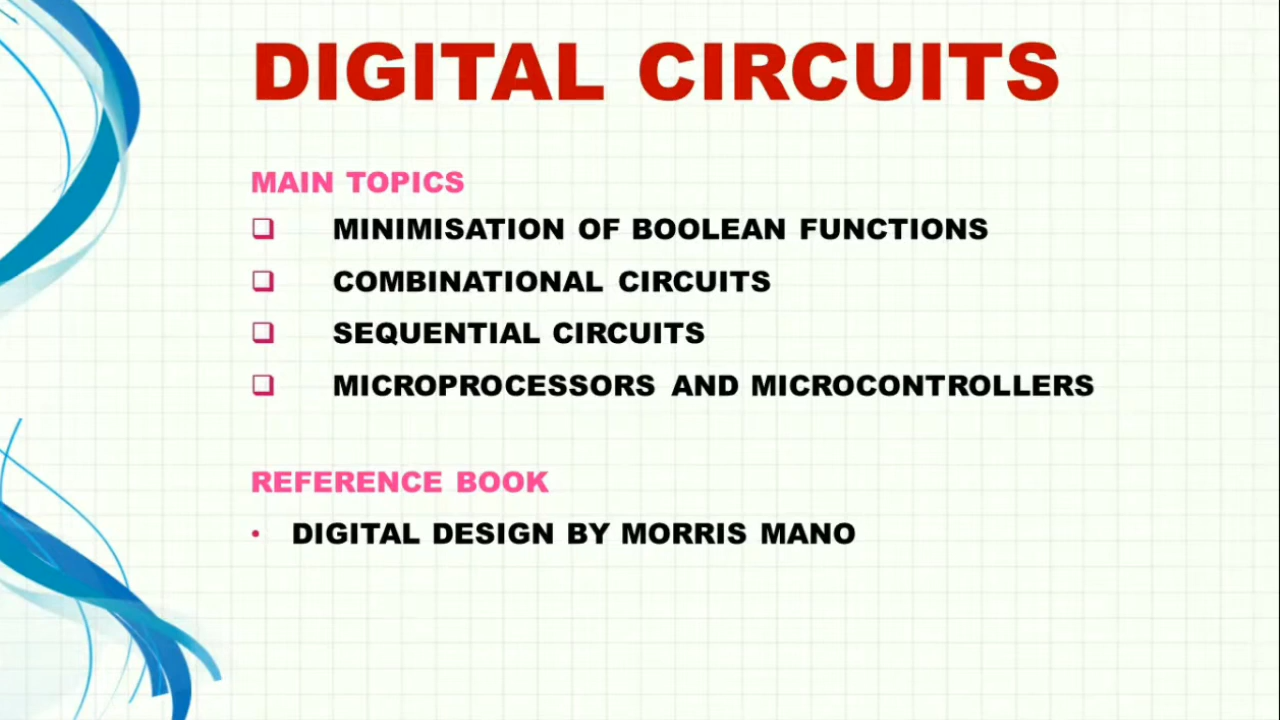 DIGITAL CIRCUITS
MAIN TOPICS
❑ MINIMISATION OF BOOLEAN FUNCTIONS
❑ COMBINATIONAL CIRCUITS
❑ SEQUENTIAL CIRCUITS
❑ MICROPROCESSORS AND MICROCONTROLLERS
REFERENCE BOOK
• DIGITAL DESIGN BY MORRIS MANO